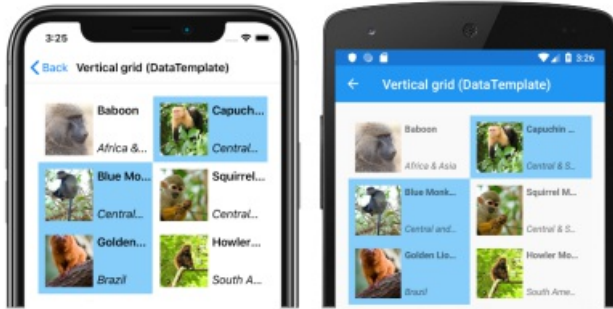 3:25
Back Vertical grid (DataTemplate)
Baboon
Africa &...
Capuch...
Central...
Blue Mo...
Central...
Squirrel...
Central...
Golden...
Brazil
Howler...
South A...
3:26
Vertical grid (DataTemplate)
Baboon
Africa & Asia
Capuchin ...
Central & S...
Blue Monk...
Central and...
Squirrel M...
Central & S...
Golden Lio...
Brazil
Howler Mo...
South Ame...